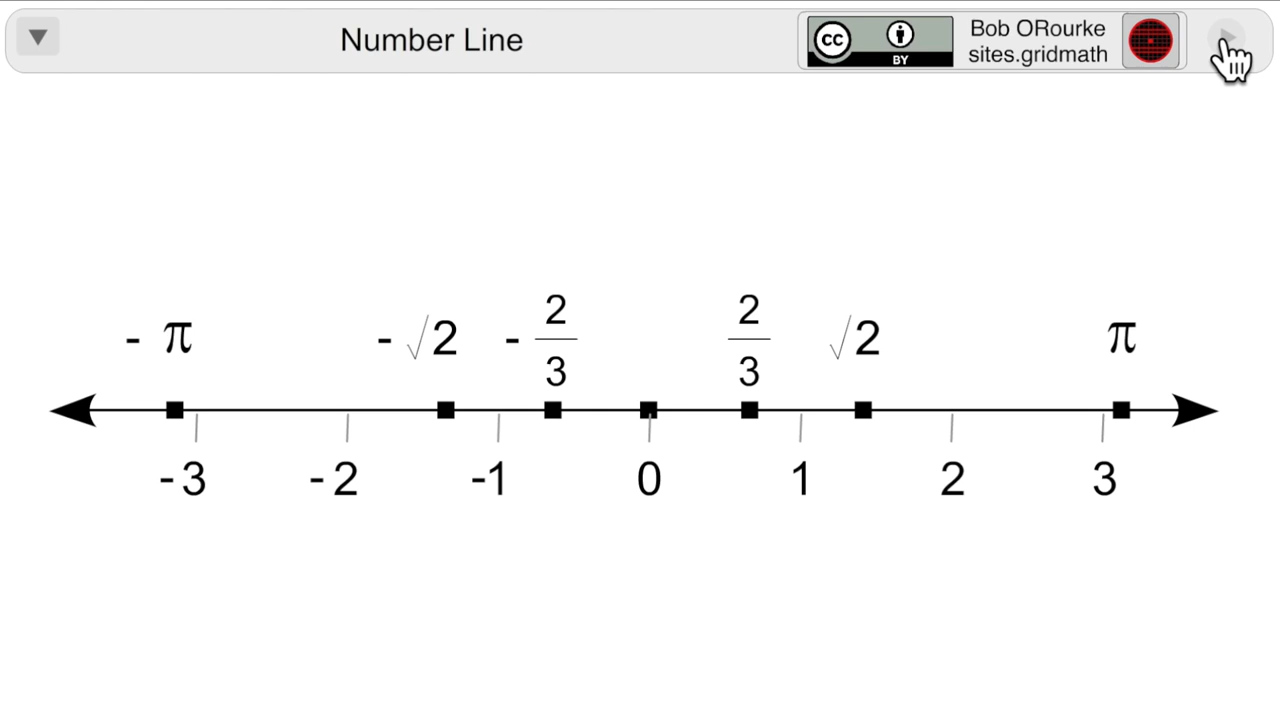 Number Line
cc
BY
Bob ORourke
sites.gridmath
- π
- √2
- 2/3
2/3
√2
π
-3 -2 -1 0 1 2 3